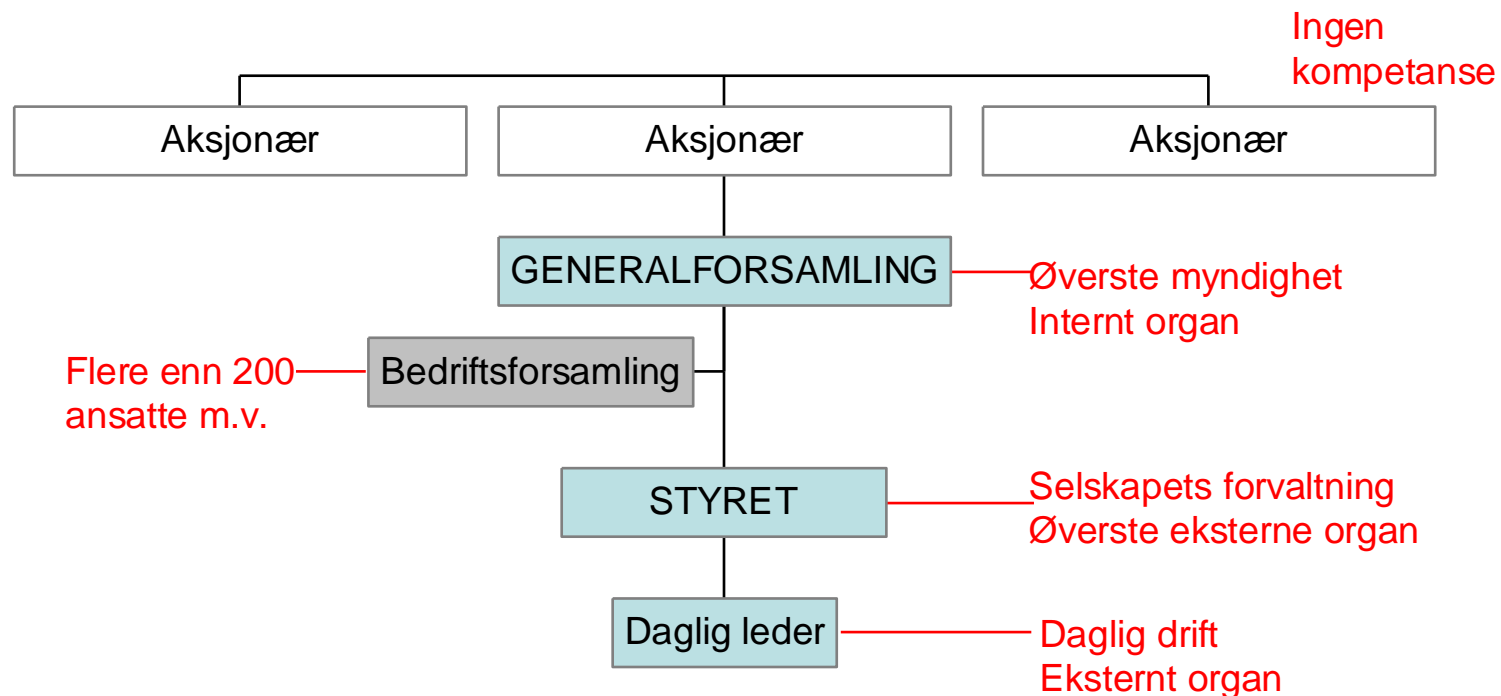 Ingen
kompetanse
Aksjonær
Aksjonær
Aksjonær
GENERALFORSAMLING
Øverste myndighet
Internt organ
Flere enn 200
ansatte m.v.
Bedriftsforsamling
STYRET
Selskapets forvaltning
Øverste eksterne organ
Daglig leder
Daglig drift
Eksternt organ